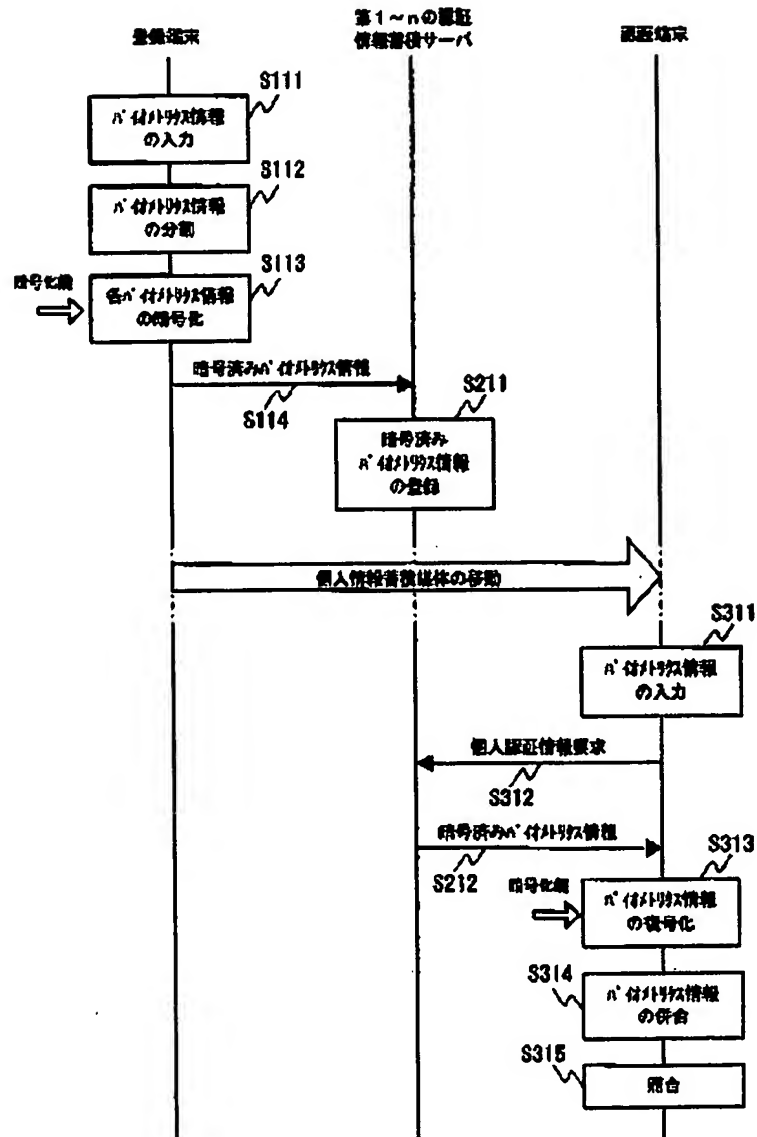 登録端末
第1～nの認証
情報蓄積サーバ
認証端末
S111
ﾊﾞｲｵﾒﾄﾘｸｽ情報
の入力
S112
ﾊﾞｲｵﾒﾄﾘｸｽ情報
の分割
S113
暗号化鍵
各ﾊﾞｲｵﾒﾄﾘｸｽ情報
の暗号化
暗号済みﾊﾞｲｵﾒﾄﾘｸｽ情報
S114
S211
暗号済み
ﾊﾞｲｵﾒﾄﾘｸｽ情報
の登録
個人情報蓄積媒体の移動
S311
ﾊﾞｲｵﾒﾄﾘｸｽ情報
の入力
個人認証情報要求
S312
暗号済みﾊﾞｲｵﾒﾄﾘｸｽ情報
S212
S313
暗号化鍵
ﾊﾞｲｵﾒﾄﾘｸｽ情報
の復号化
S314
ﾊﾞｲｵﾒﾄﾘｸｽ情報
の併合
S315
照合